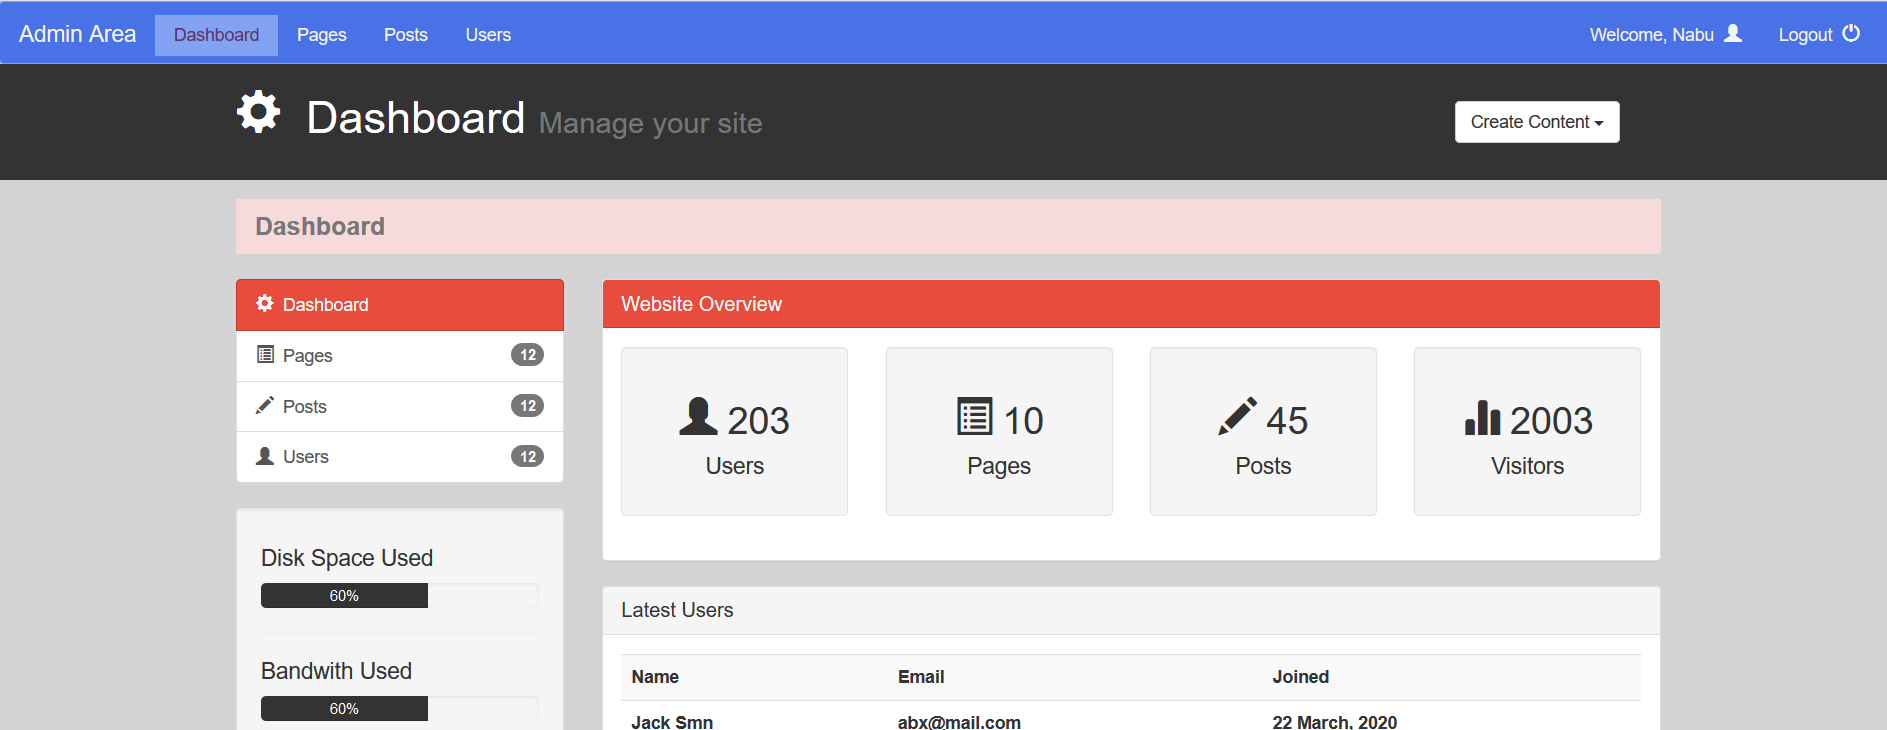 Admin Area Dashboard Pages Posts Users Welcome, Nabu Logout
Dashboard Manage your site Create Content
Dashboard
Dashboard
Pages 12
Posts 12
Users 12
Disk Space Used
60%
Bandwith Used
60%
Website Overview
203 10 45 2003
Users Pages Posts Visitors
Latest Users
Name Email Joined
Jack Smn abx@mail.com 22 March, 2020